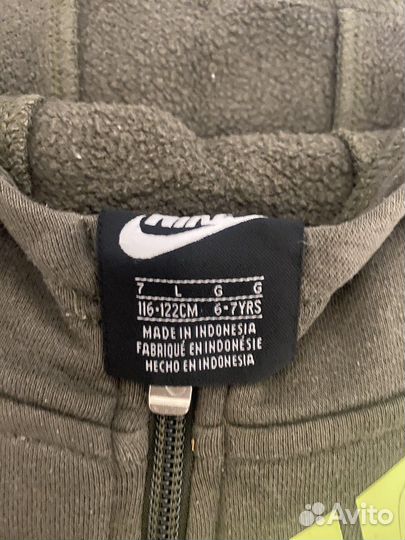 NIKE
7 L G G
116-122CM 6-7YRS
MADE IN INDONESIA
FABRIQUÉ EN INDONÉSIE
HECHO EN INDONESIA
Avito